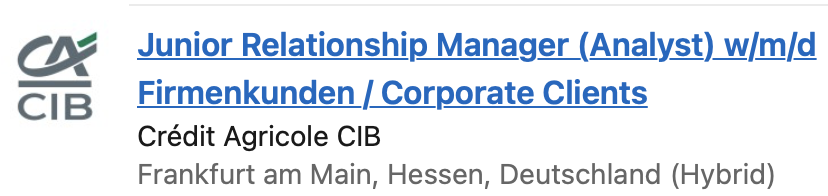 CA
CIB
Junior Relationship Manager (Analyst) w/m/d
Firmenkunden / Corporate Clients
Crédit Agricole CIB
Frankfurt am Main, Hessen, Deutschland (Hybrid)